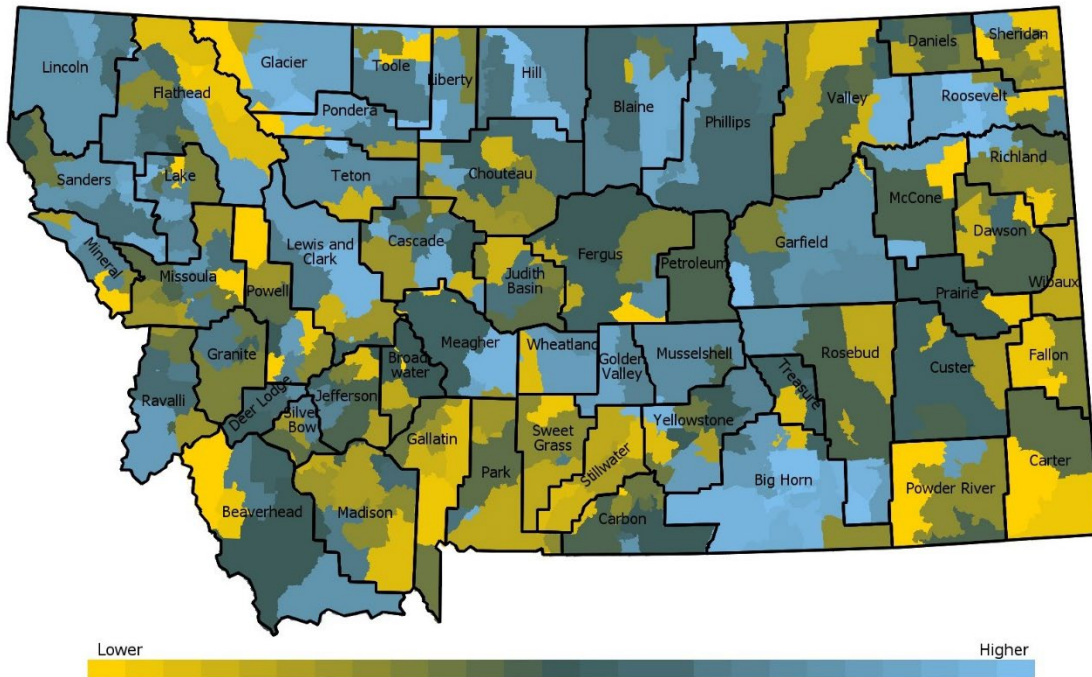 Daniels
Sheridan
Lincoln
Glacier
Toole
Liberty
Hill
Blaine
Phillips
Valley
Roosevelt
Flathead
Pondera
Richland
Sanders
Lake
Teton
Chouteau
McCone
Mineral
Missoula
Powell
Lewis and
Clark
Cascade
Judith
Basin
Fergus
Petroleum
Garfield
Dawson
Wibaux
Prairie
Granite
Deer Lodge
Silver
Bow
Jefferson
Broad
water
Meagher
Wheatland
Golden
Valley
Musselshell
Treasure
Rosebud
Custer
Fallon
Ravalli
Gallatin
Park
Sweet
Grass
Stillwater
Yellowstone
Big Horn
Powder River
Carter
Beaverhead
Madison
Carbon
Lower
Higher